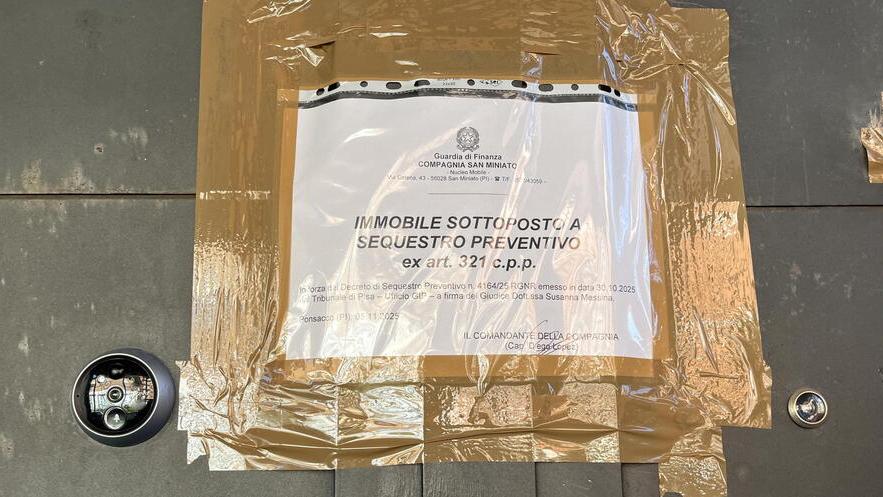 Guardia di Finanza
COMPAGNIA SAN MINIATO
- Nucleo Mobile -
Via 43 - 56028 San Miniato (PI) - ☎ T/F
IMMOBILE SOTTOPOSTO A
SEQUESTRO PREVENTIVO
ex art. 321 c.p.p.
In forza del Decreto di Sequestro Preventivo n. 4164/25 RGNR emesso in data 30.10.2025
dal Tribunale di Pisa – Ufficio GIP – a firma del Giudice Dott.ssa Susanna Messina.
Ponsacco (PI), 05.11.2025
IL COMANDANTE DELLA COMPAGNIA
(Cap. Diego López)